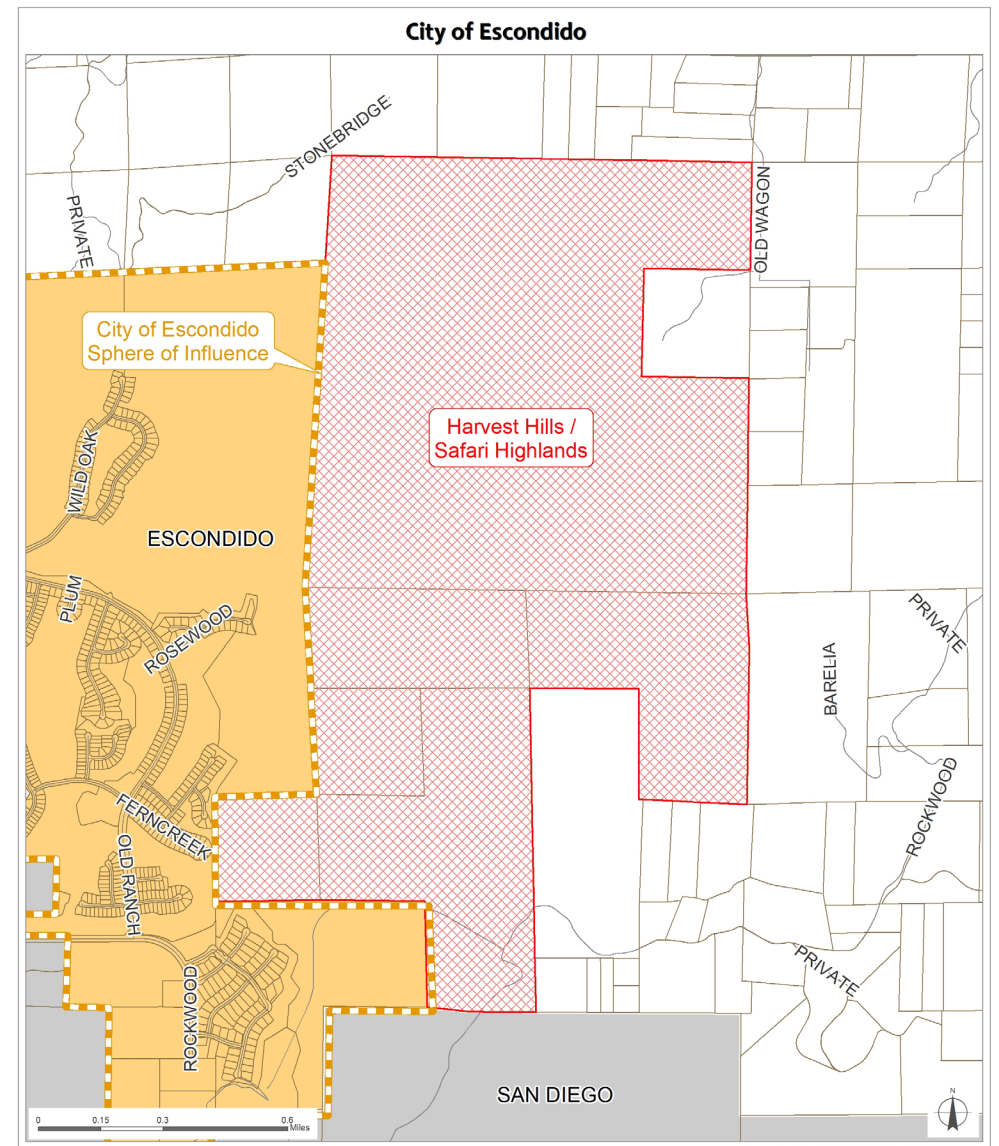 City of Escondido
STONEBRIDGE
PRIVATE
OLD WAGON
City of Escondido
Sphere of Influence
Harvest Hills /
Safari Highlands
WILD OAK
ESCONDIDO
PLUM
ROSEWOOD
PRIVATE
BARELIA
FERNCREEK
OLD RANCH
ROCKWOOD
PRIVATE
ROCKWOOD
SAN DIEGO
0 0.15 0.3 0.6
Miles
N